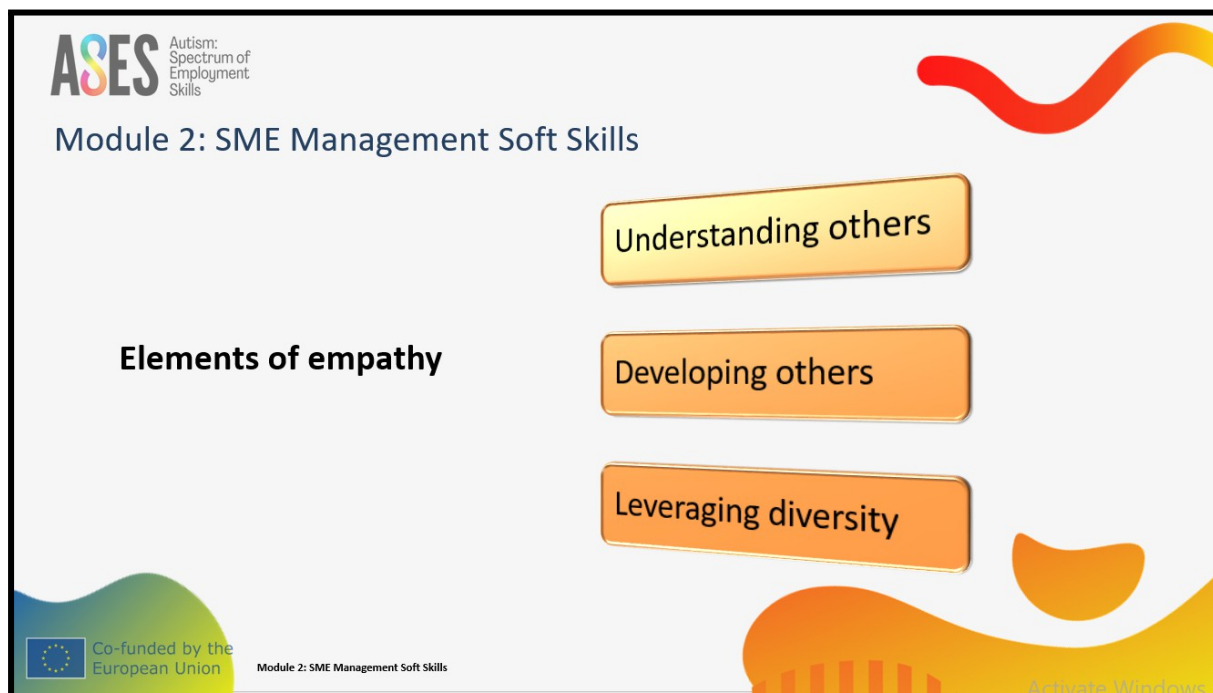 ASES
Autism:
Spectrum of
Employment
Skills
Module 2: SME Management Soft Skills
Understanding others
Elements of empathy
Developing others
Leveraging diversity
Co-funded by the
European Union
Module 2: SME Management Soft Skills
Activate Windows